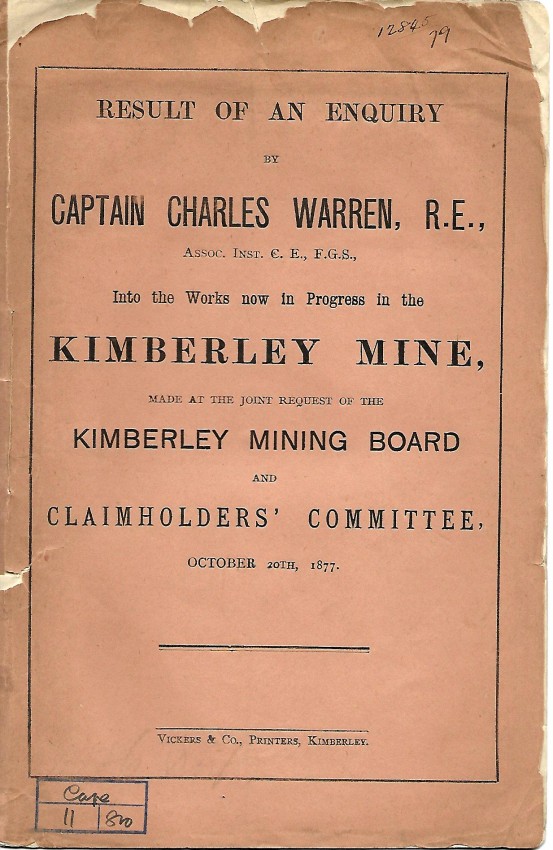 12845
79
RESULT OF AN ENQUIRY
BY
CAPTAIN CHARLES WARREN, R.E.,
ASSOC. INST. C. E., F.G.S.,
Into the Works now in Progress in the
KIMBERLEY MINE,
MADE AT THE JOINT REQUEST OF THE
KIMBERLEY MINING BOARD
AND
CLAIMHOLDERS' COMMITTEE,
OCTOBER 20TH, 1877.
VICKERS & CO., PRINTERS, KIMBERLEY.
Cape
11